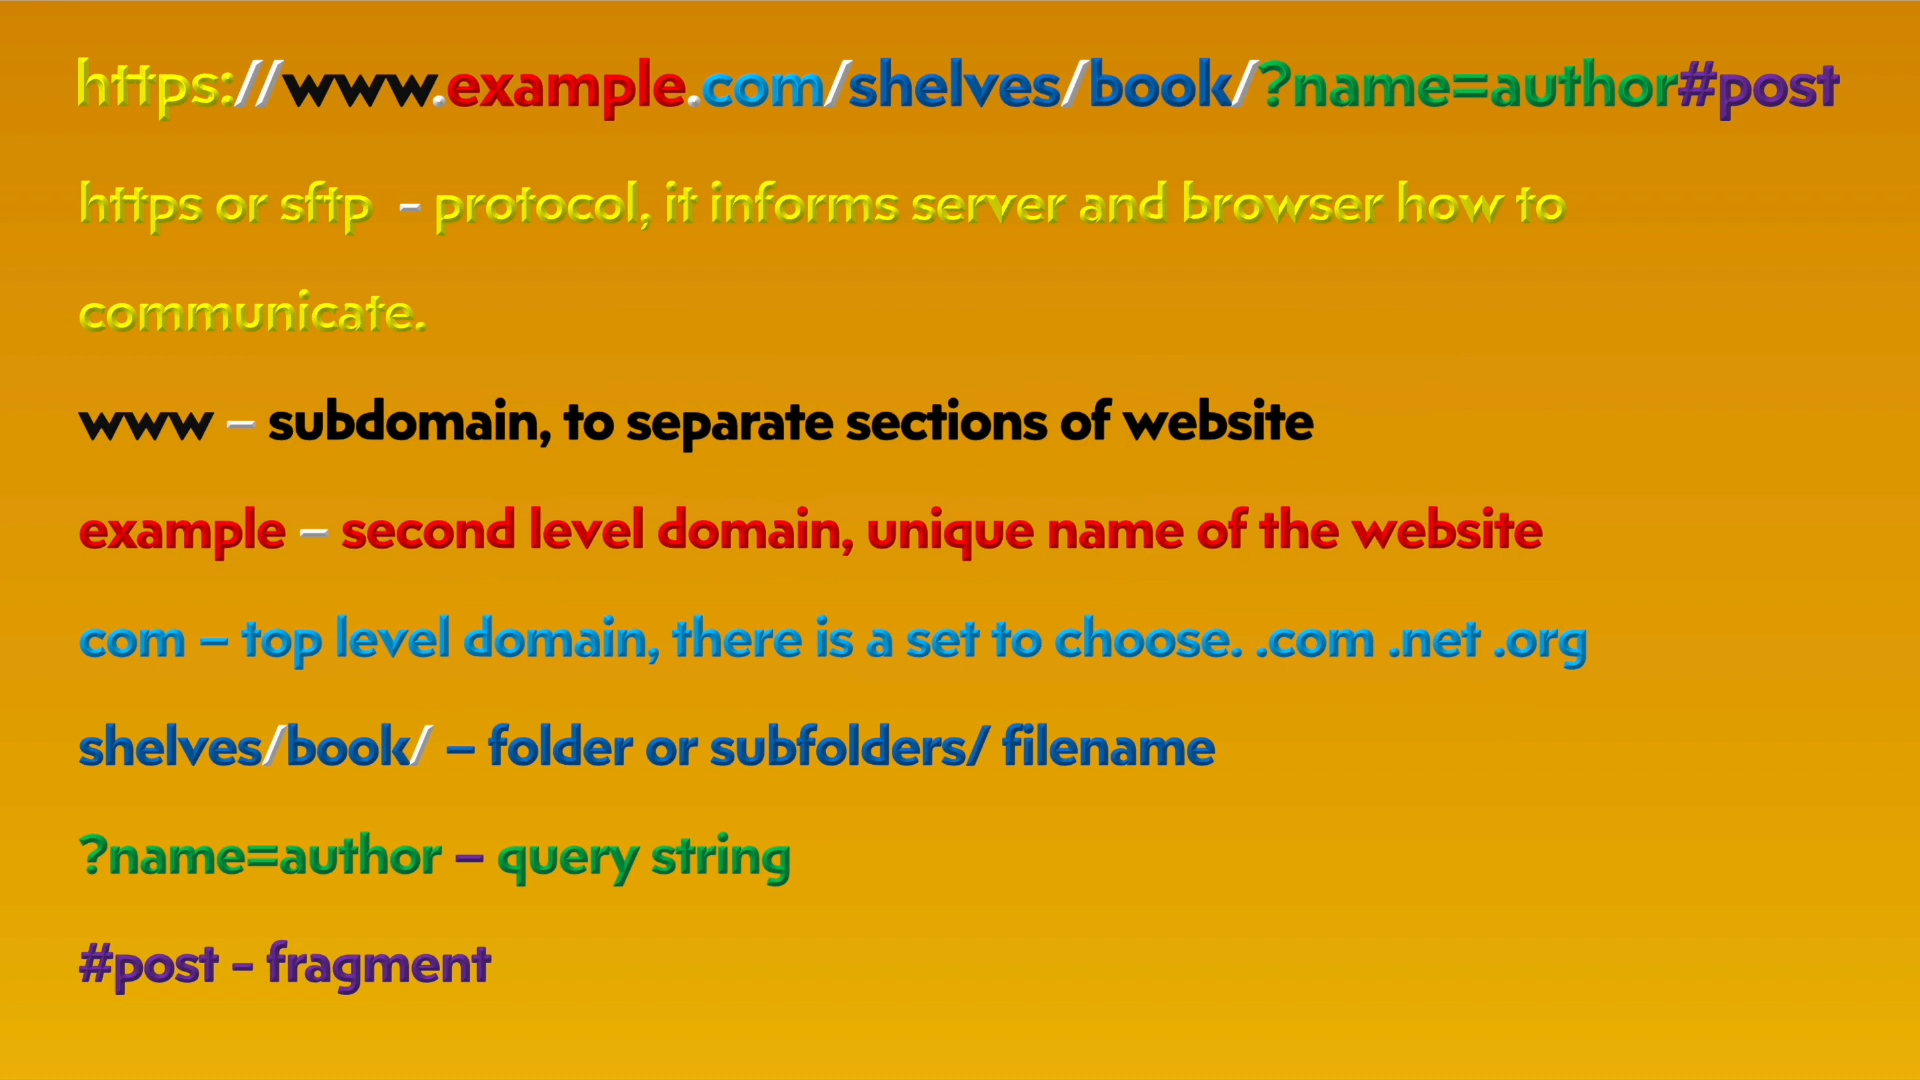 https://www.example.com/shelves/book/?name=author#post
https or sftp - protocol, it informs server and browser how to
communicate.
www – subdomain, to separate sections of website
example – second level domain, unique name of the website
com – top level domain, there is a set to choose. .com .net .org
shelves/book/ – folder or subfolders/ filename
?name=author – query string
#post - fragment